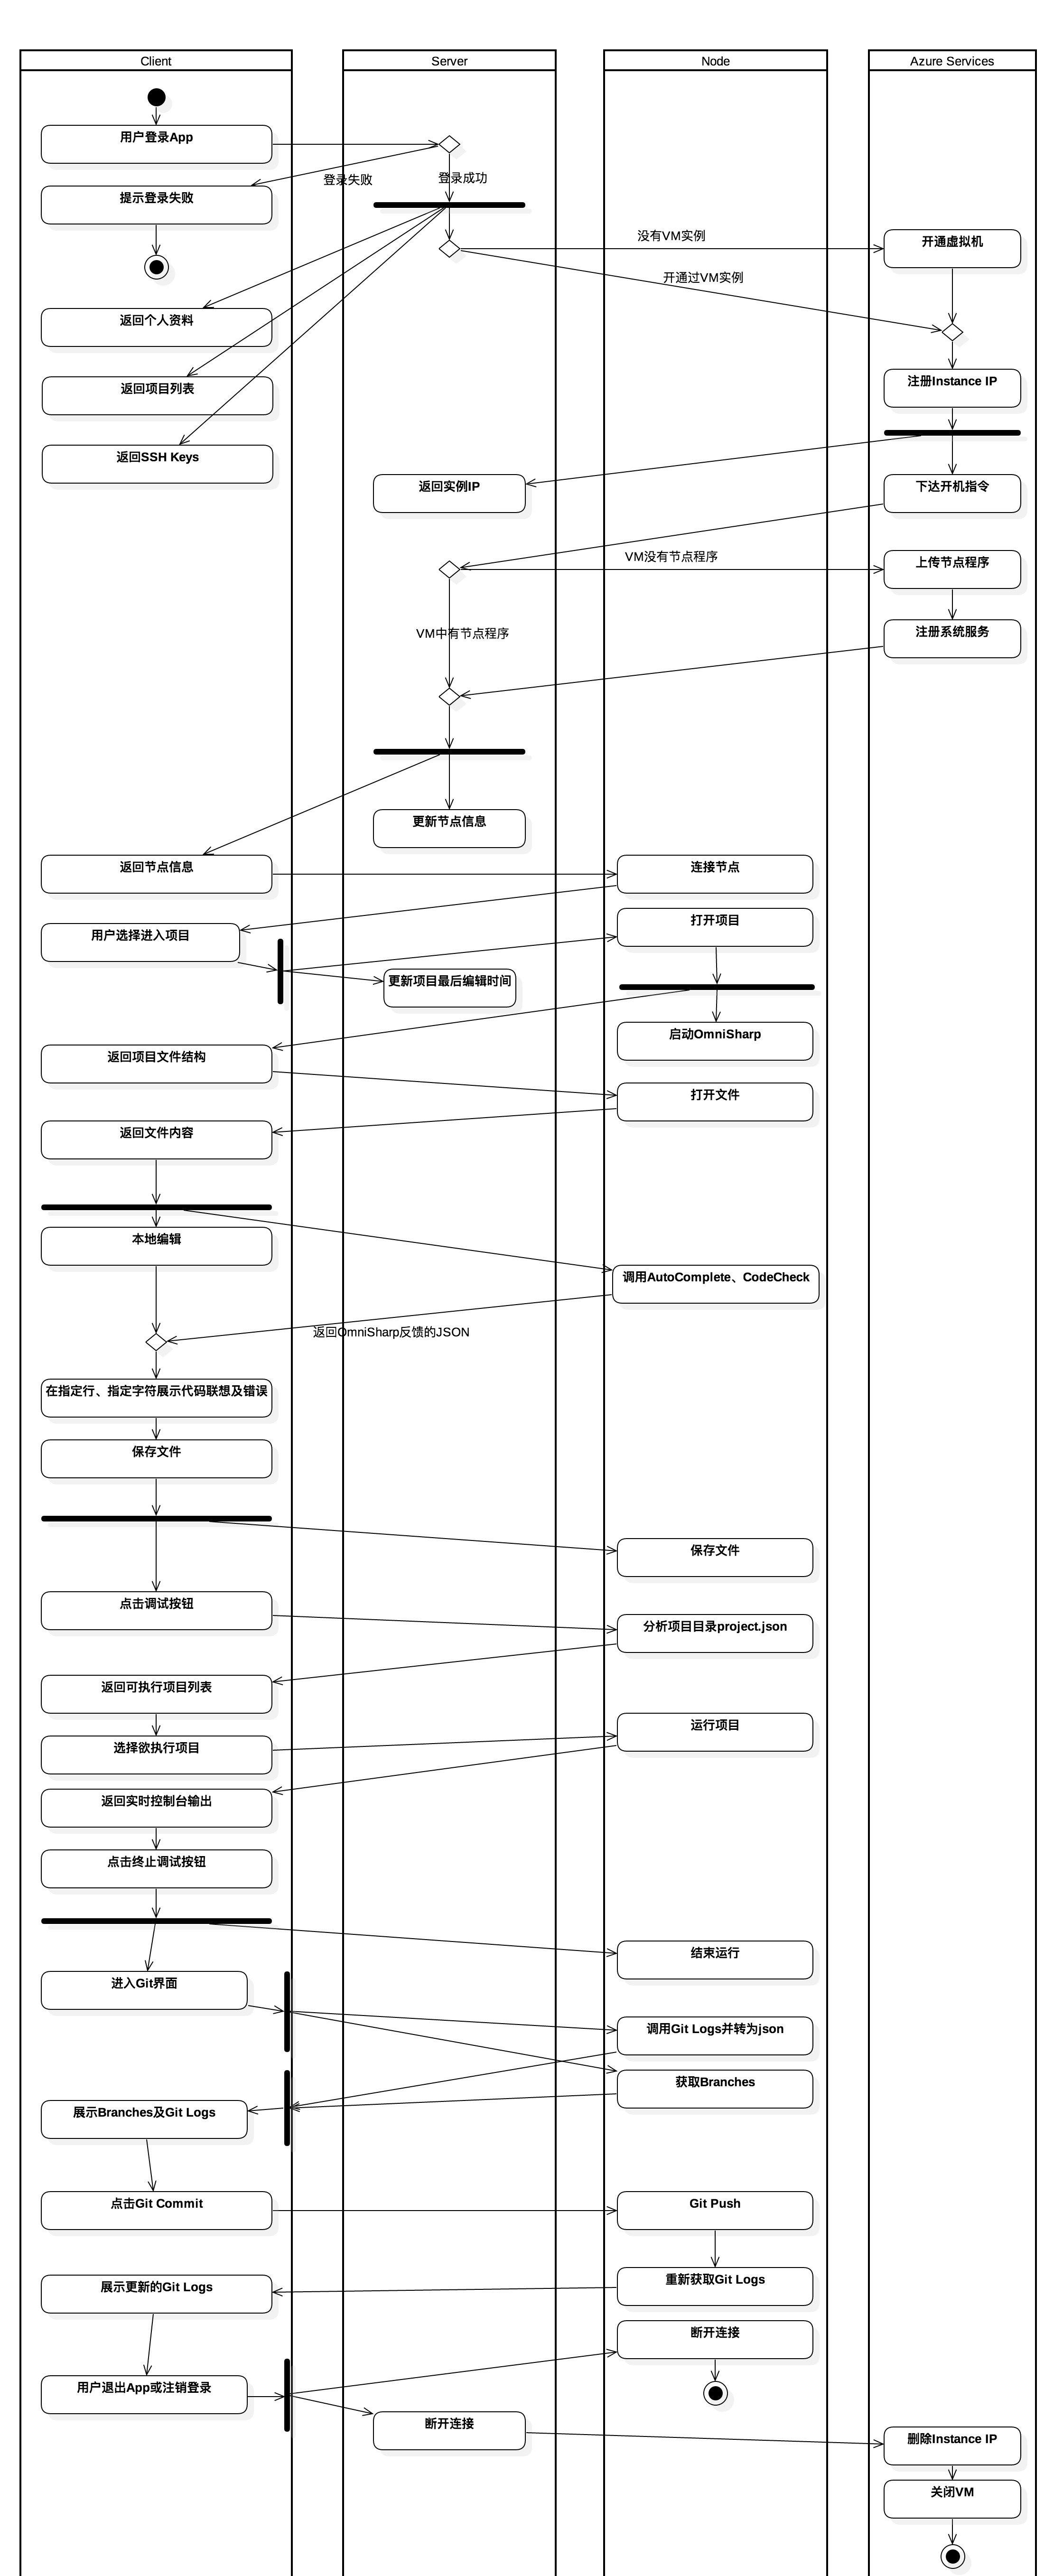 Client
Server
Node
Azure Services
用户登录App
登录失败
登录成功
提示登录失败
没有VM实例
开通虚拟机
开通过VM实例
返回个人资料
返回项目列表
注册Instance IP
返回SSH Keys
返回实例IP
下达开机指令
VM没有节点程序
上传节点程序
VM中有节点程序
注册系统服务
更新节点信息
返回节点信息
连接节点
用户选择进入项目
打开项目
更新项目最后编辑时间
启动OmniSharp
返回项目文件结构
打开文件
返回文件内容
本地编辑
调用AutoComplete、CodeCheck
返回OmniSharp反馈的JSON
在指定行、指定字符展示代码联想及错误
保存文件
保存文件
点击调试按钮
分析项目目录project.json
返回可执行项目列表
运行项目
选择欲执行项目
返回实时控制台输出
点击终止调试按钮
结束运行
进入Git界面
调用Git Logs并转为json
获取Branches
展示Branches及Git Logs
点击Git Commit
Git Push
重新获取Git Logs
展示更新的Git Logs
断开连接
用户退出App或注销登录
断开连接
删除Instance IP
关闭VM